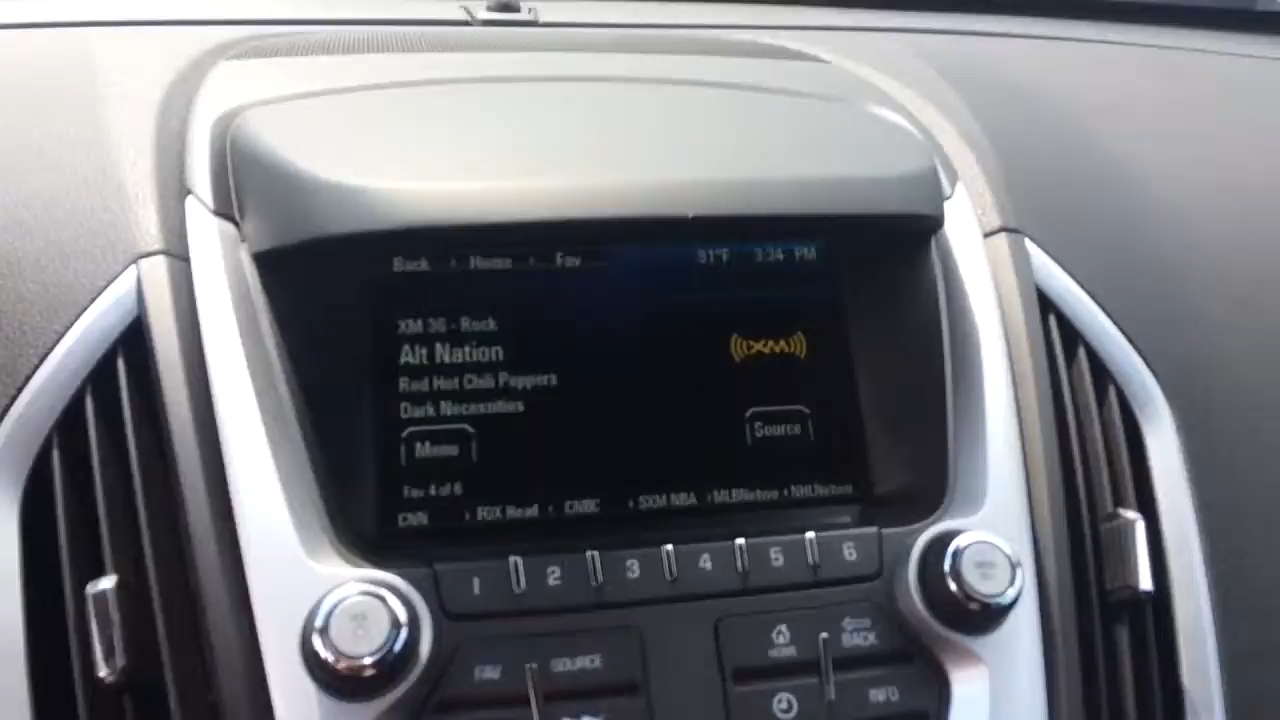 Back Home Fav 91°F 3:34 PM
XM 36 - Rock
Alt Nation
XM
Red Hot Chili Peppers
Dark Necessities
Menu
Source
Fav 4 of 6
CNN FOX Head CNBC SXM NBA MLBNetwo NHLNetwo
1 2 3 4 5 6
FAV SOURCE
HOME BACK
INFO